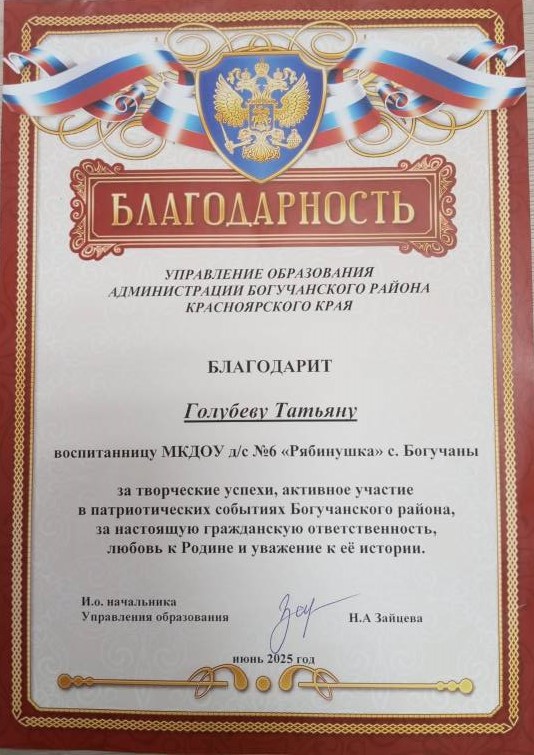 БЛАГОДАРНОСТЬ
УПРАВЛЕНИЕ ОБРАЗОВАНИЯ
АДМИНИСТРАЦИИ БОГУЧАНСКОГО РАЙОНА
КРАСНОЯРСКОГО КРАЯ
БЛАГОДАРИТ
Голубеву Татьяну
воспитанницу МКДОУ д/с №6 «Рябинушка» с. Богучаны
за творческие успехи, активное участие
в патриотических событиях Богучанского района,
за настоящую гражданскую ответственность,
любовь к Родине и уважение к её истории.
И.о. начальника
Управления образования Н.А Зайцева
июнь 2025 год